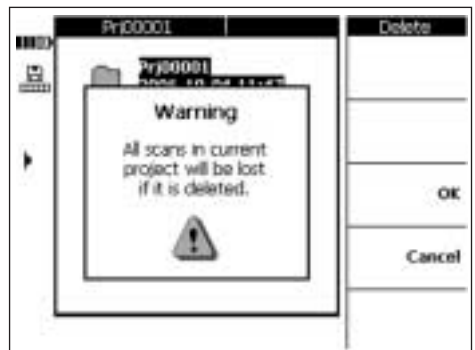 Prj00001
Delete
Prj00001
Warning
All scans in current
project will be lost
if it is deleted.
OK
Cancel